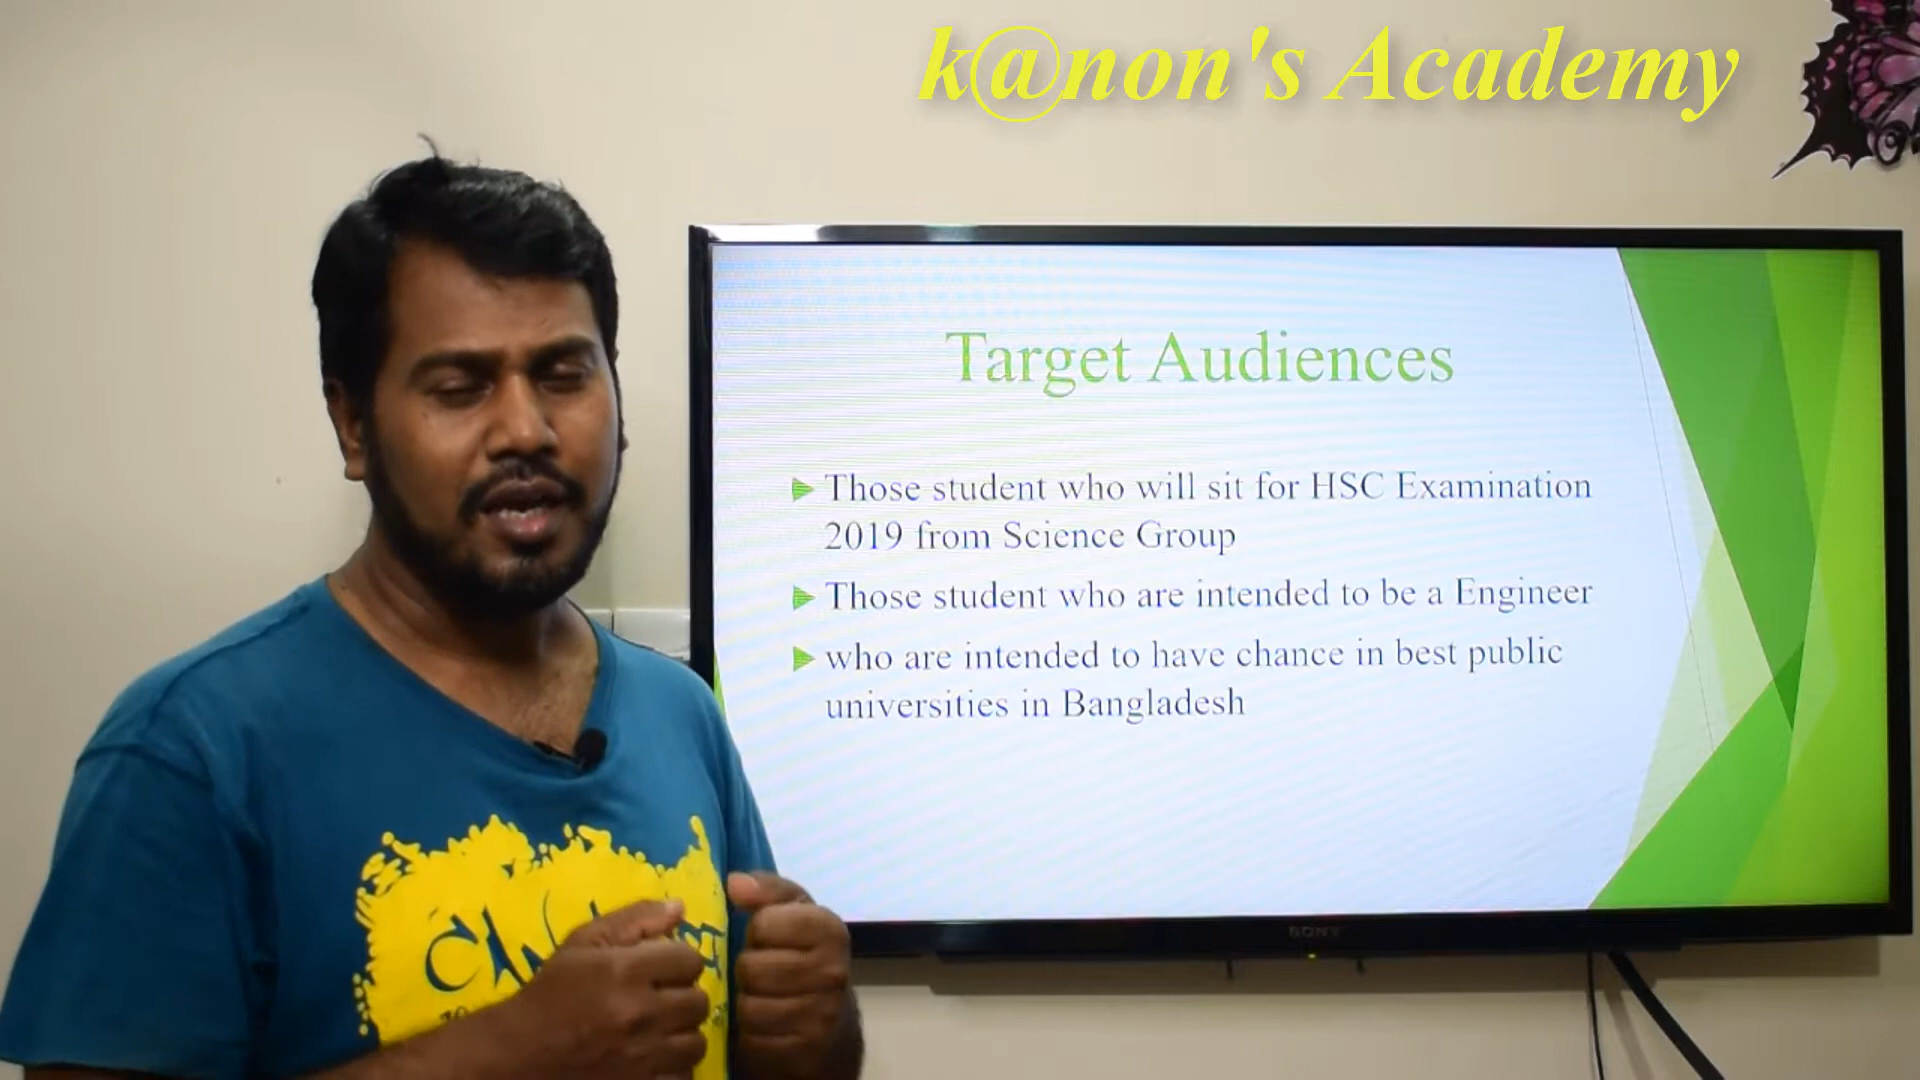 k@non's Academy
Target Audiences
Those student who will sit for HSC Examination
2019 from Science Group
Those student who are intended to be a Engineer
who are intended to have chance in best public
universities in Bangladesh
SONY